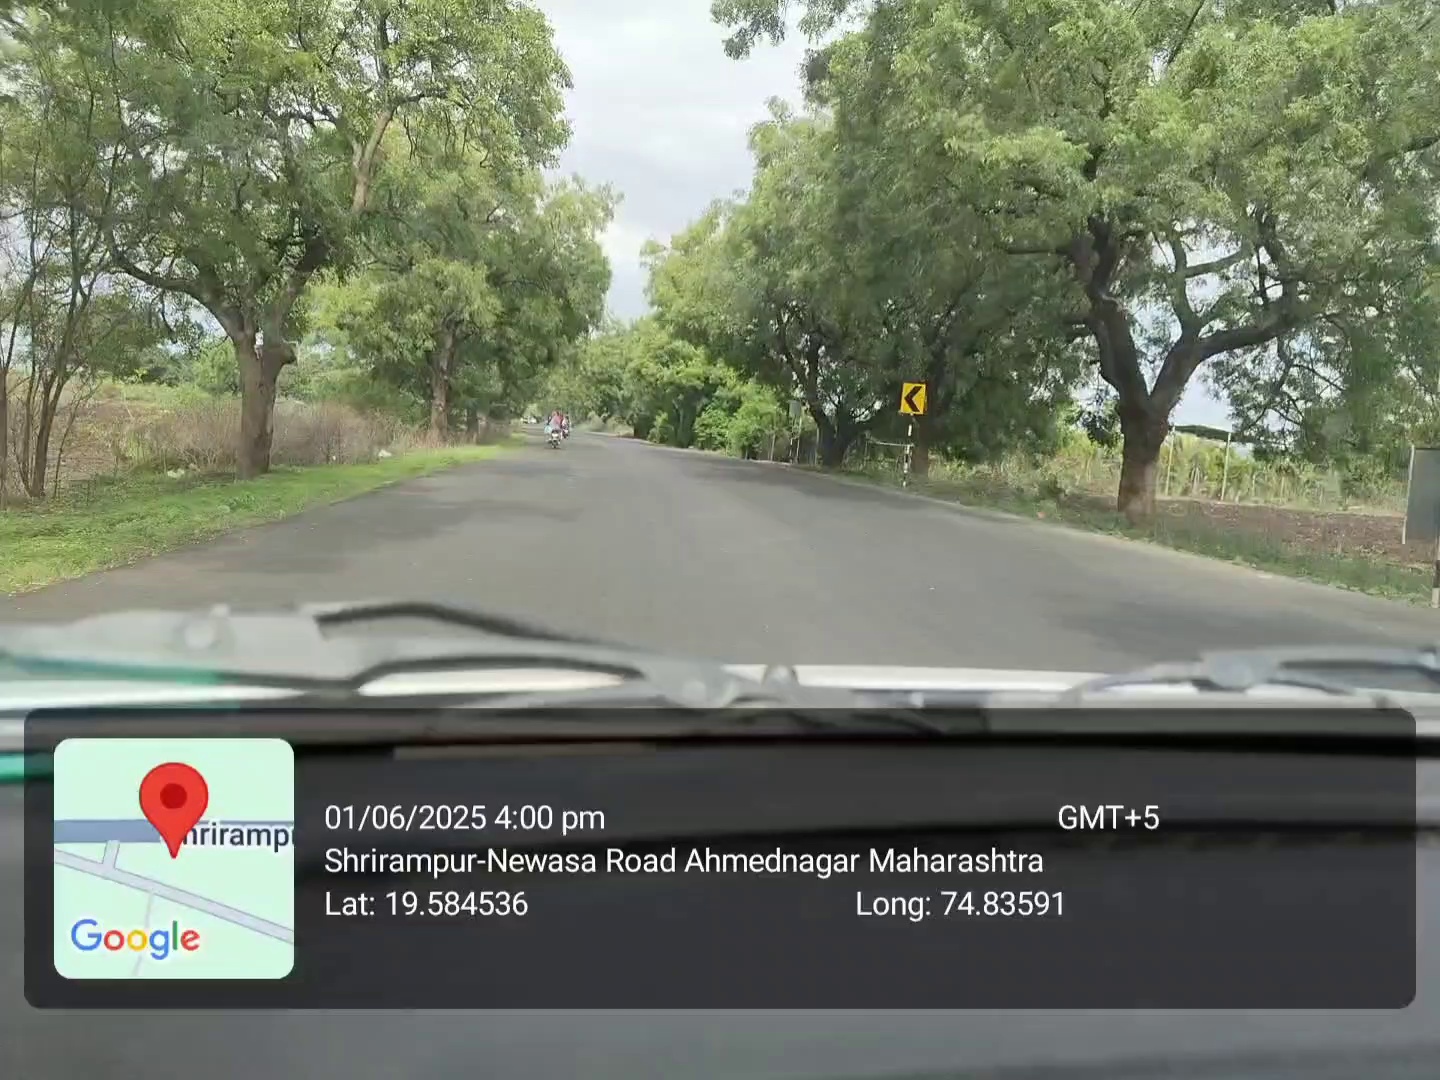 hrirampu
Google
01/06/2025 4:00 pm GMT+5
Shrirampur-Newasa Road Ahmednagar Maharashtra
Lat: 19.584536 Long: 74.83591